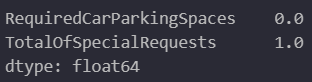 RequiredCarParkingSpaces    0.0
TotalOfSpecialRequests      1.0
dtype: float64